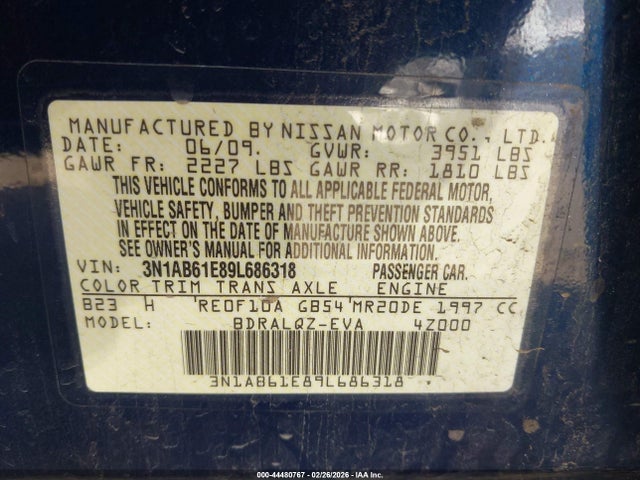 MANUFACTURED BY NISSAN MOTOR CO., LTD.
DATE: 06/09. GVWR: 3951 LBS
GAWR FR: 2227 LBS GAWR RR: 1810 LBS
THIS VEHICLE CONFORMS TO ALL APPLICABLE FEDERAL MOTOR
VEHICLE SAFETY, BUMPER AND THEFT PREVENTION STANDARDS
IN EFFECT ON THE DATE OF MANUFACTURE SHOWN ABOVE.
SEE OWNER'S MANUAL FOR ADDITIONAL INFORMATION.
VIN: 3N1AB61E89L686318 PASSENGER CAR.
COLOR TRIM TRANS AXLE ENGINE
B23 H RE0F10A GB54 MR20DE 1997 CC
MODEL: BDRALQZ-EVA 4Z000
3N1AB61E89L686318
000-44480767 - 02/26/2026 - IAA Inc.